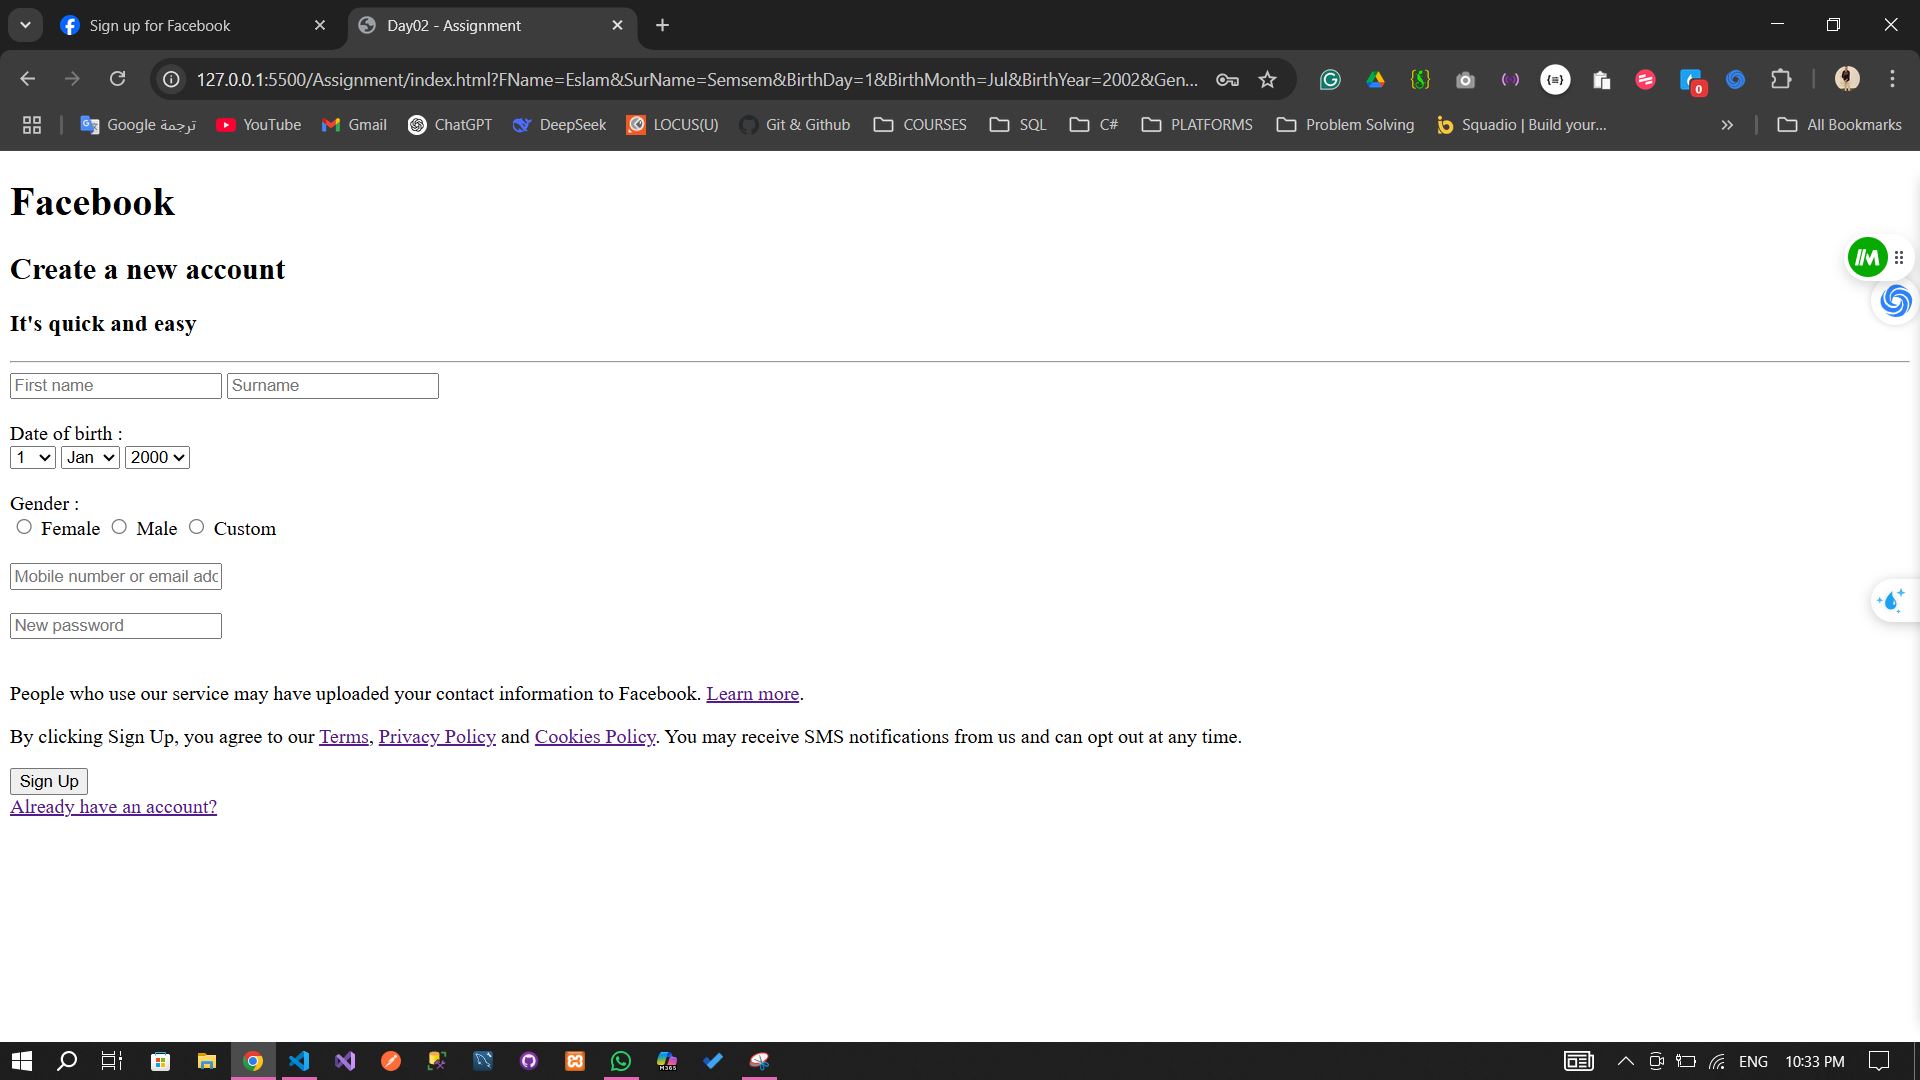 Sign up for Facebook
Day02 - Assignment
127.0.0.1:5500/Assignment/index.html?FName=Eslam&SurName=Semsem&BirthDay=1&BirthMonth=Jul&BirthYear=2002&Gen...
0
Google ترجمة
YouTube
Gmail
ChatGPT
DeepSeek
LOCUS(U)
Git & Github
COURSES
SQL
C#
PLATFORMS
Problem Solving
Squadio | Build your...
All Bookmarks
Facebook
Create a new account
It's quick and easy
First name Surname
Date of birth :
1 Jan 2000
Gender :
Female Male Custom
Mobile number or email add
New password
People who use our service may have uploaded your contact information to Facebook. Learn more.
By clicking Sign Up, you agree to our Terms, Privacy Policy and Cookies Policy. You may receive SMS notifications from us and can opt out at any time.
Sign Up
Already have an account?
M365
ENG
10:33 PM